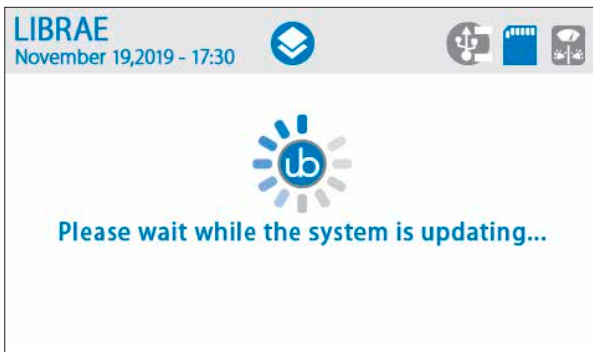 LIBRAE
November 19,2019 - 17:30
ub
Please wait while the system is updating...